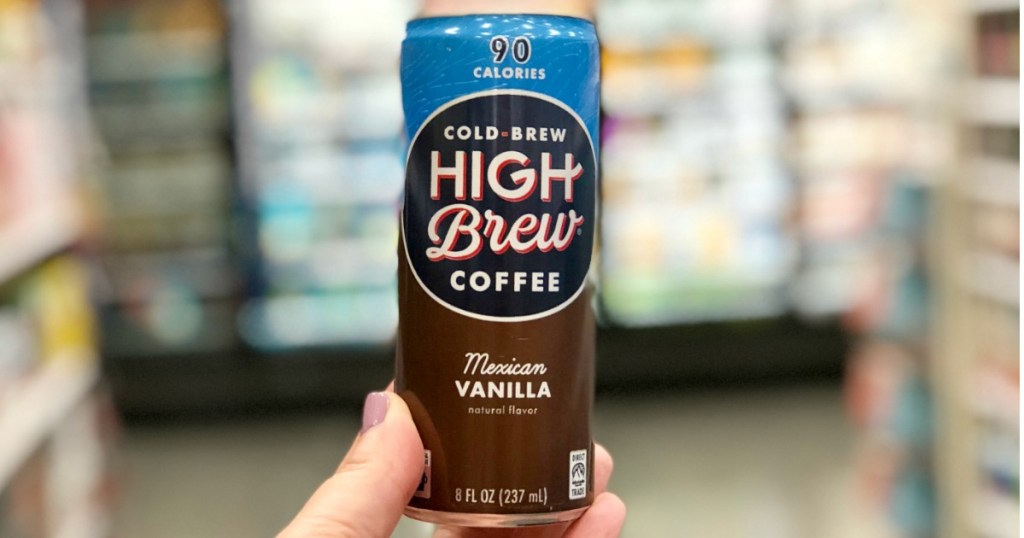 90
CALORIES
COLD-BREW
HIGH
Brew®
COFFEE
Mexican
VANILLA
natural flavor
8 FL OZ (237 mL)
DIRECT
TRADE